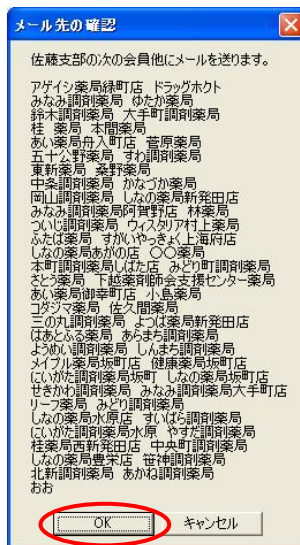 メール先の確認
佐藤支部の次の会員他にメールを送ります。
アゲイシ薬局緑町店 ドラッグホクト
みなみ調剤薬局 ゆたか薬局
鈴木調剤薬局 大手町調剤薬局
桂 薬局 本間薬局
あい薬局舟入町店 菅原薬局
五十公野薬局 すわ調剤薬局
東新薬局 桑野薬局
中条調剤薬局 かなづか薬局
岡山調剤薬局 しなの薬局新発田店
みなみ調剤薬局阿賀野店 林薬局
ついじ調剤薬局 ウィスタリア村上薬局
ふたば薬局 すがいやっきょく上海府店
しなの薬局あがの店 〇〇薬局
本町調剤薬局しばた店 みどり町調剤薬局
さとう薬局 下越薬剤師会支援センター薬局
あい薬局御幸町店 小島薬局
コダジマ薬局 佐久間薬局
三の丸調剤薬局 よつば薬局新発田店
はあとふる薬局 あらまち調剤薬局
ようめい調剤薬局 しんまち調剤薬局
メイプル薬局坂町店 健康薬局坂町店
にいがた調剤薬局坂町 しなの薬局坂町店
せきかわ調剤薬局 みなみ調剤薬局大手町店
リーフ薬局 みどり調剤薬局
しなの薬局水原店 すいばら調剤薬局
にいがた調剤薬局水原 やすだ調剤薬局
桂薬局西新発田店 中央町調剤薬局
しなの薬局豊栄店 笹神調剤薬局
北新調剤薬局 あかね調剤薬局
おお
OK キャンセル